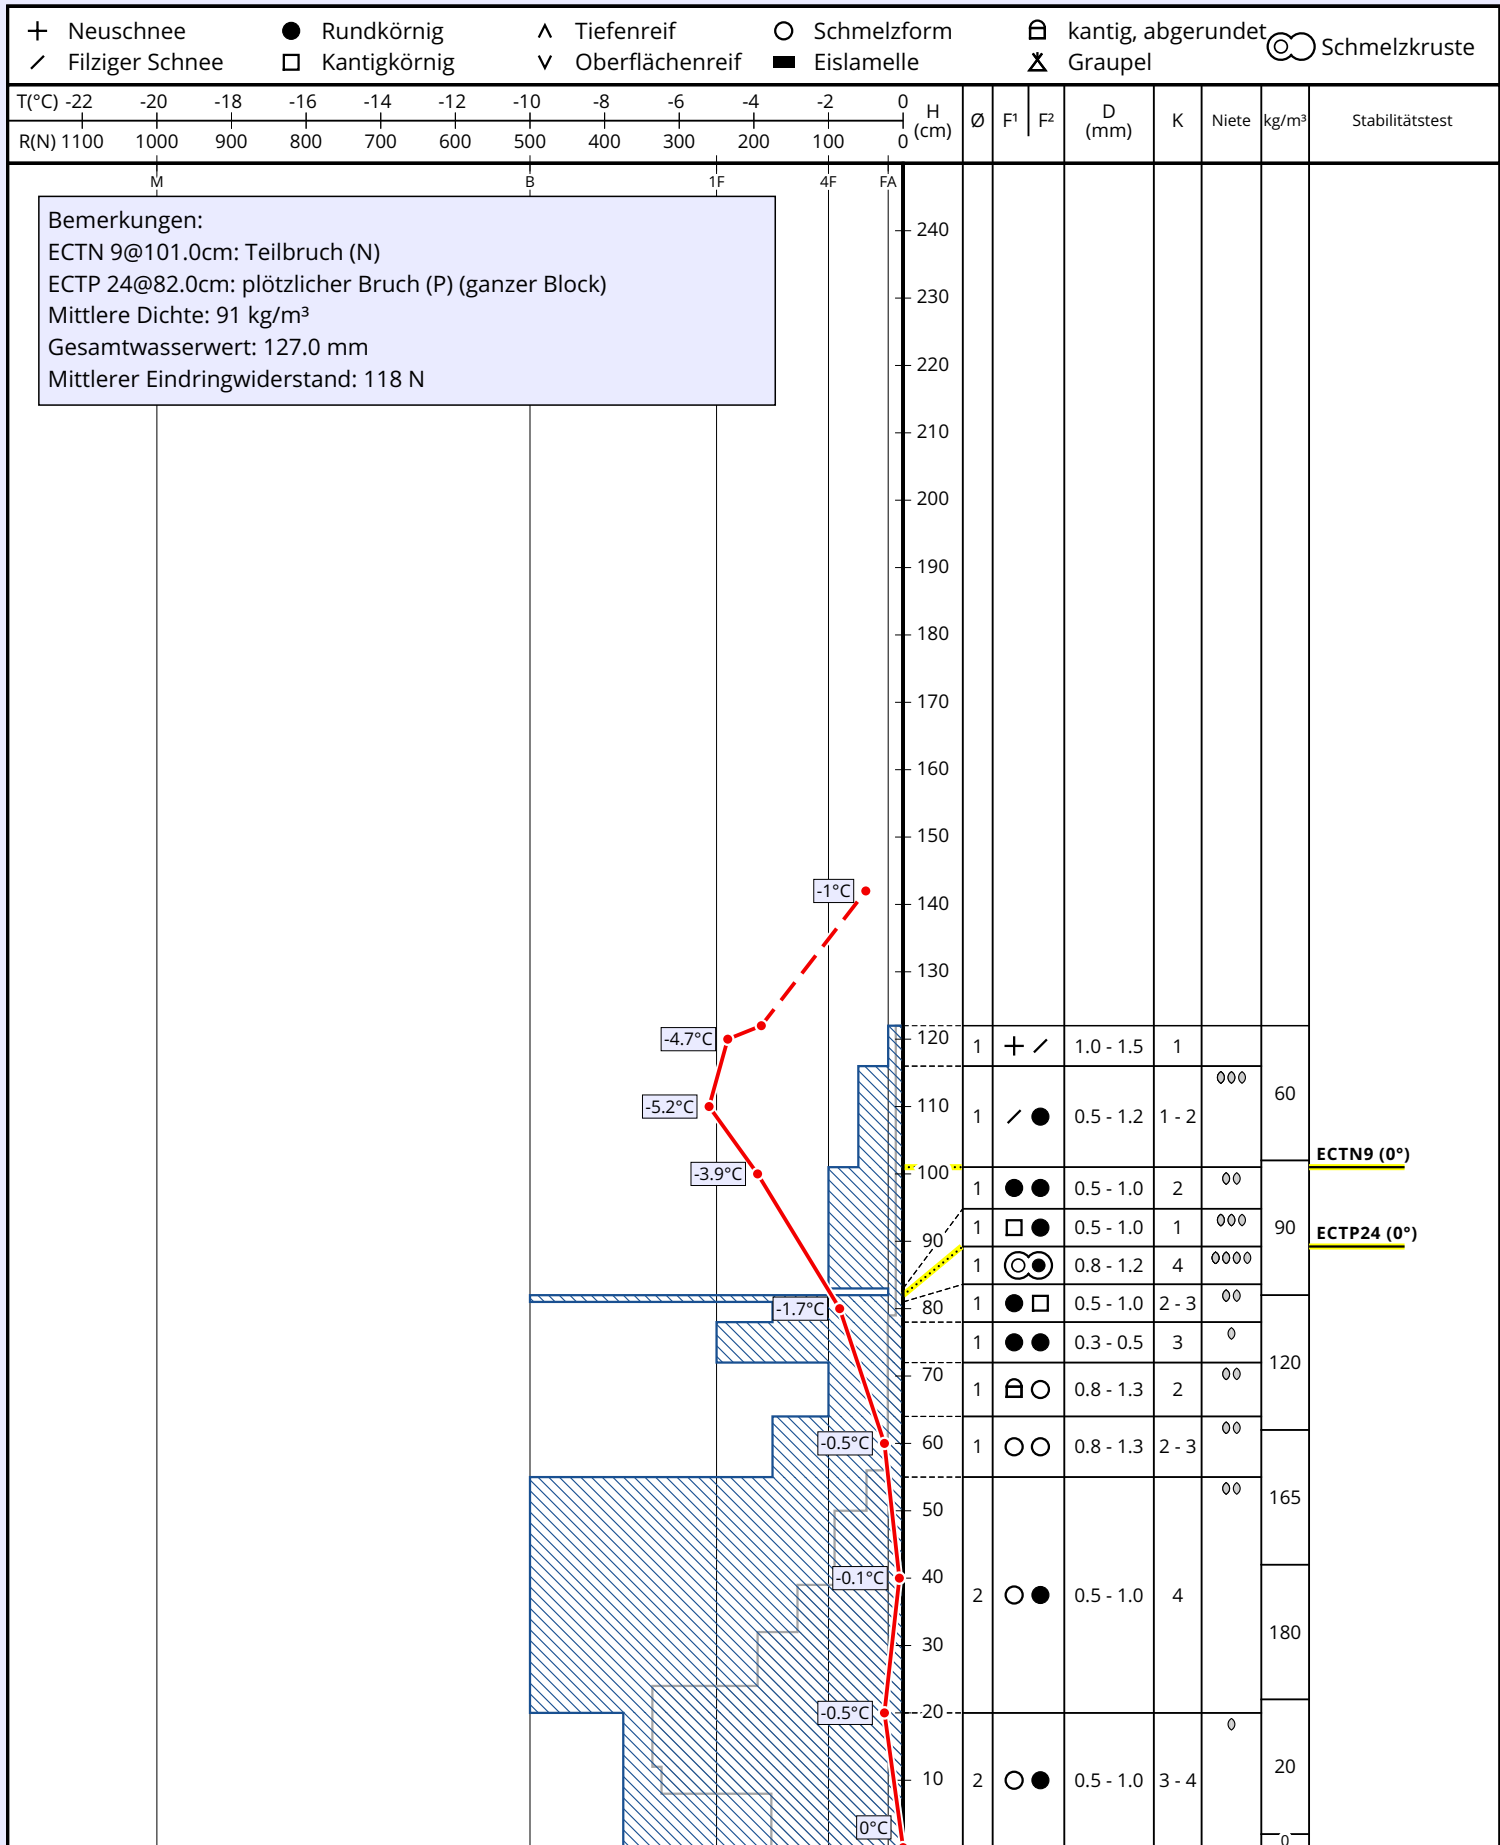 Neuschnee Rundkörnig Tiefenreif Schmelzform kantig, abgerundet Schmelzkruste
Filziger Schnee Kantigkörnig Oberflächenreif Eislamelle Graupel
T(°C) -22 -20 -18 -16 -14 -12 -10 -8 -6 -4 -2 0
R(N) 1100 1000 900 800 700 600 500 400 300 200 100 0
H (cm) Ø F¹ F² D (mm) K Niete kg/m³ Stabilitätstest
M B 1F 4F FA
Bemerkungen:
ECTN 9@101.0cm: Teilbruch (N)
ECTP 24@82.0cm: plötzlicher Bruch (P) (ganzer Block)
Mittlere Dichte: 91 kg/m³
Gesamtwasserwert: 127.0 mm
Mittlerer Eindringwiderstand: 118 N
240
230
220
210
200
190
180
170
160
150
-1°C 140
130
-4.7°C 120 1 1.0 - 1.5 1
60
-5.2°C 110 1 0.5 - 1.2 1 - 2
ECTN9 (0°)
-3.9°C 100 1 0.5 - 1.0 2
90 1 0.5 - 1.0 1 90 ECTP24 (0°)
1 0.8 - 1.2 4
-1.7°C 80 1 0.5 - 1.0 2 - 3
1 0.3 - 0.5 3 120
70 1 0.8 - 1.3 2
-0.5°C 60 1 0.8 - 1.3 2 - 3
165
50
-0.1°C 40 2 0.5 - 1.0 4
30 180
-0.5°C 20
20
10 2 0.5 - 1.0 3 - 4
0°C 0